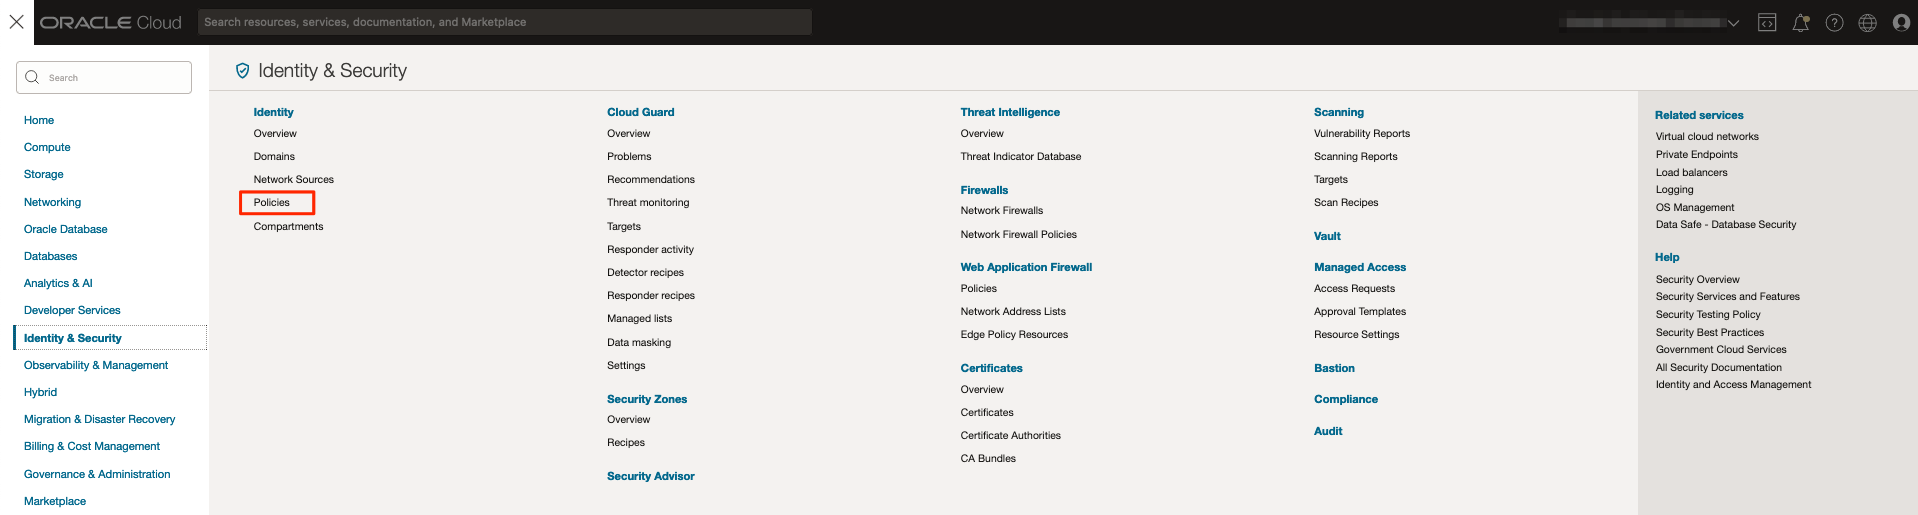 ORACLE Cloud
Search resources, services, documentation, and Marketplace
Search
Home
Compute
Storage
Networking
Oracle Database
Databases
Analytics & AI
Developer Services
Identity & Security
Observability & Management
Hybrid
Migration & Disaster Recovery
Billing & Cost Management
Governance & Administration
Marketplace
Identity & Security
Identity
Overview
Domains
Network Sources
Policies
Compartments
Cloud Guard
Overview
Problems
Recommendations
Threat monitoring
Targets
Responder activity
Detector recipes
Responder recipes
Managed lists
Data masking
Settings
Security Zones
Overview
Recipes
Security Advisor
Threat Intelligence
Overview
Threat Indicator Database
Firewalls
Network Firewalls
Network Firewall Policies
Web Application Firewall
Policies
Network Address Lists
Edge Policy Resources
Certificates
Overview
Certificates
Certificate Authorities
CA Bundles
Scanning
Vulnerability Reports
Scanning Reports
Targets
Scan Recipes
Vault
Managed Access
Access Requests
Approval Templates
Resource Settings
Bastion
Compliance
Audit
Related services
Virtual cloud networks
Private Endpoints
Load balancers
Logging
OS Management
Data Safe - Database Security
Help
Security Overview
Security Services and Features
Security Testing Policy
Security Best Practices
Government Cloud Services
All Security Documentation
Identity and Access Management